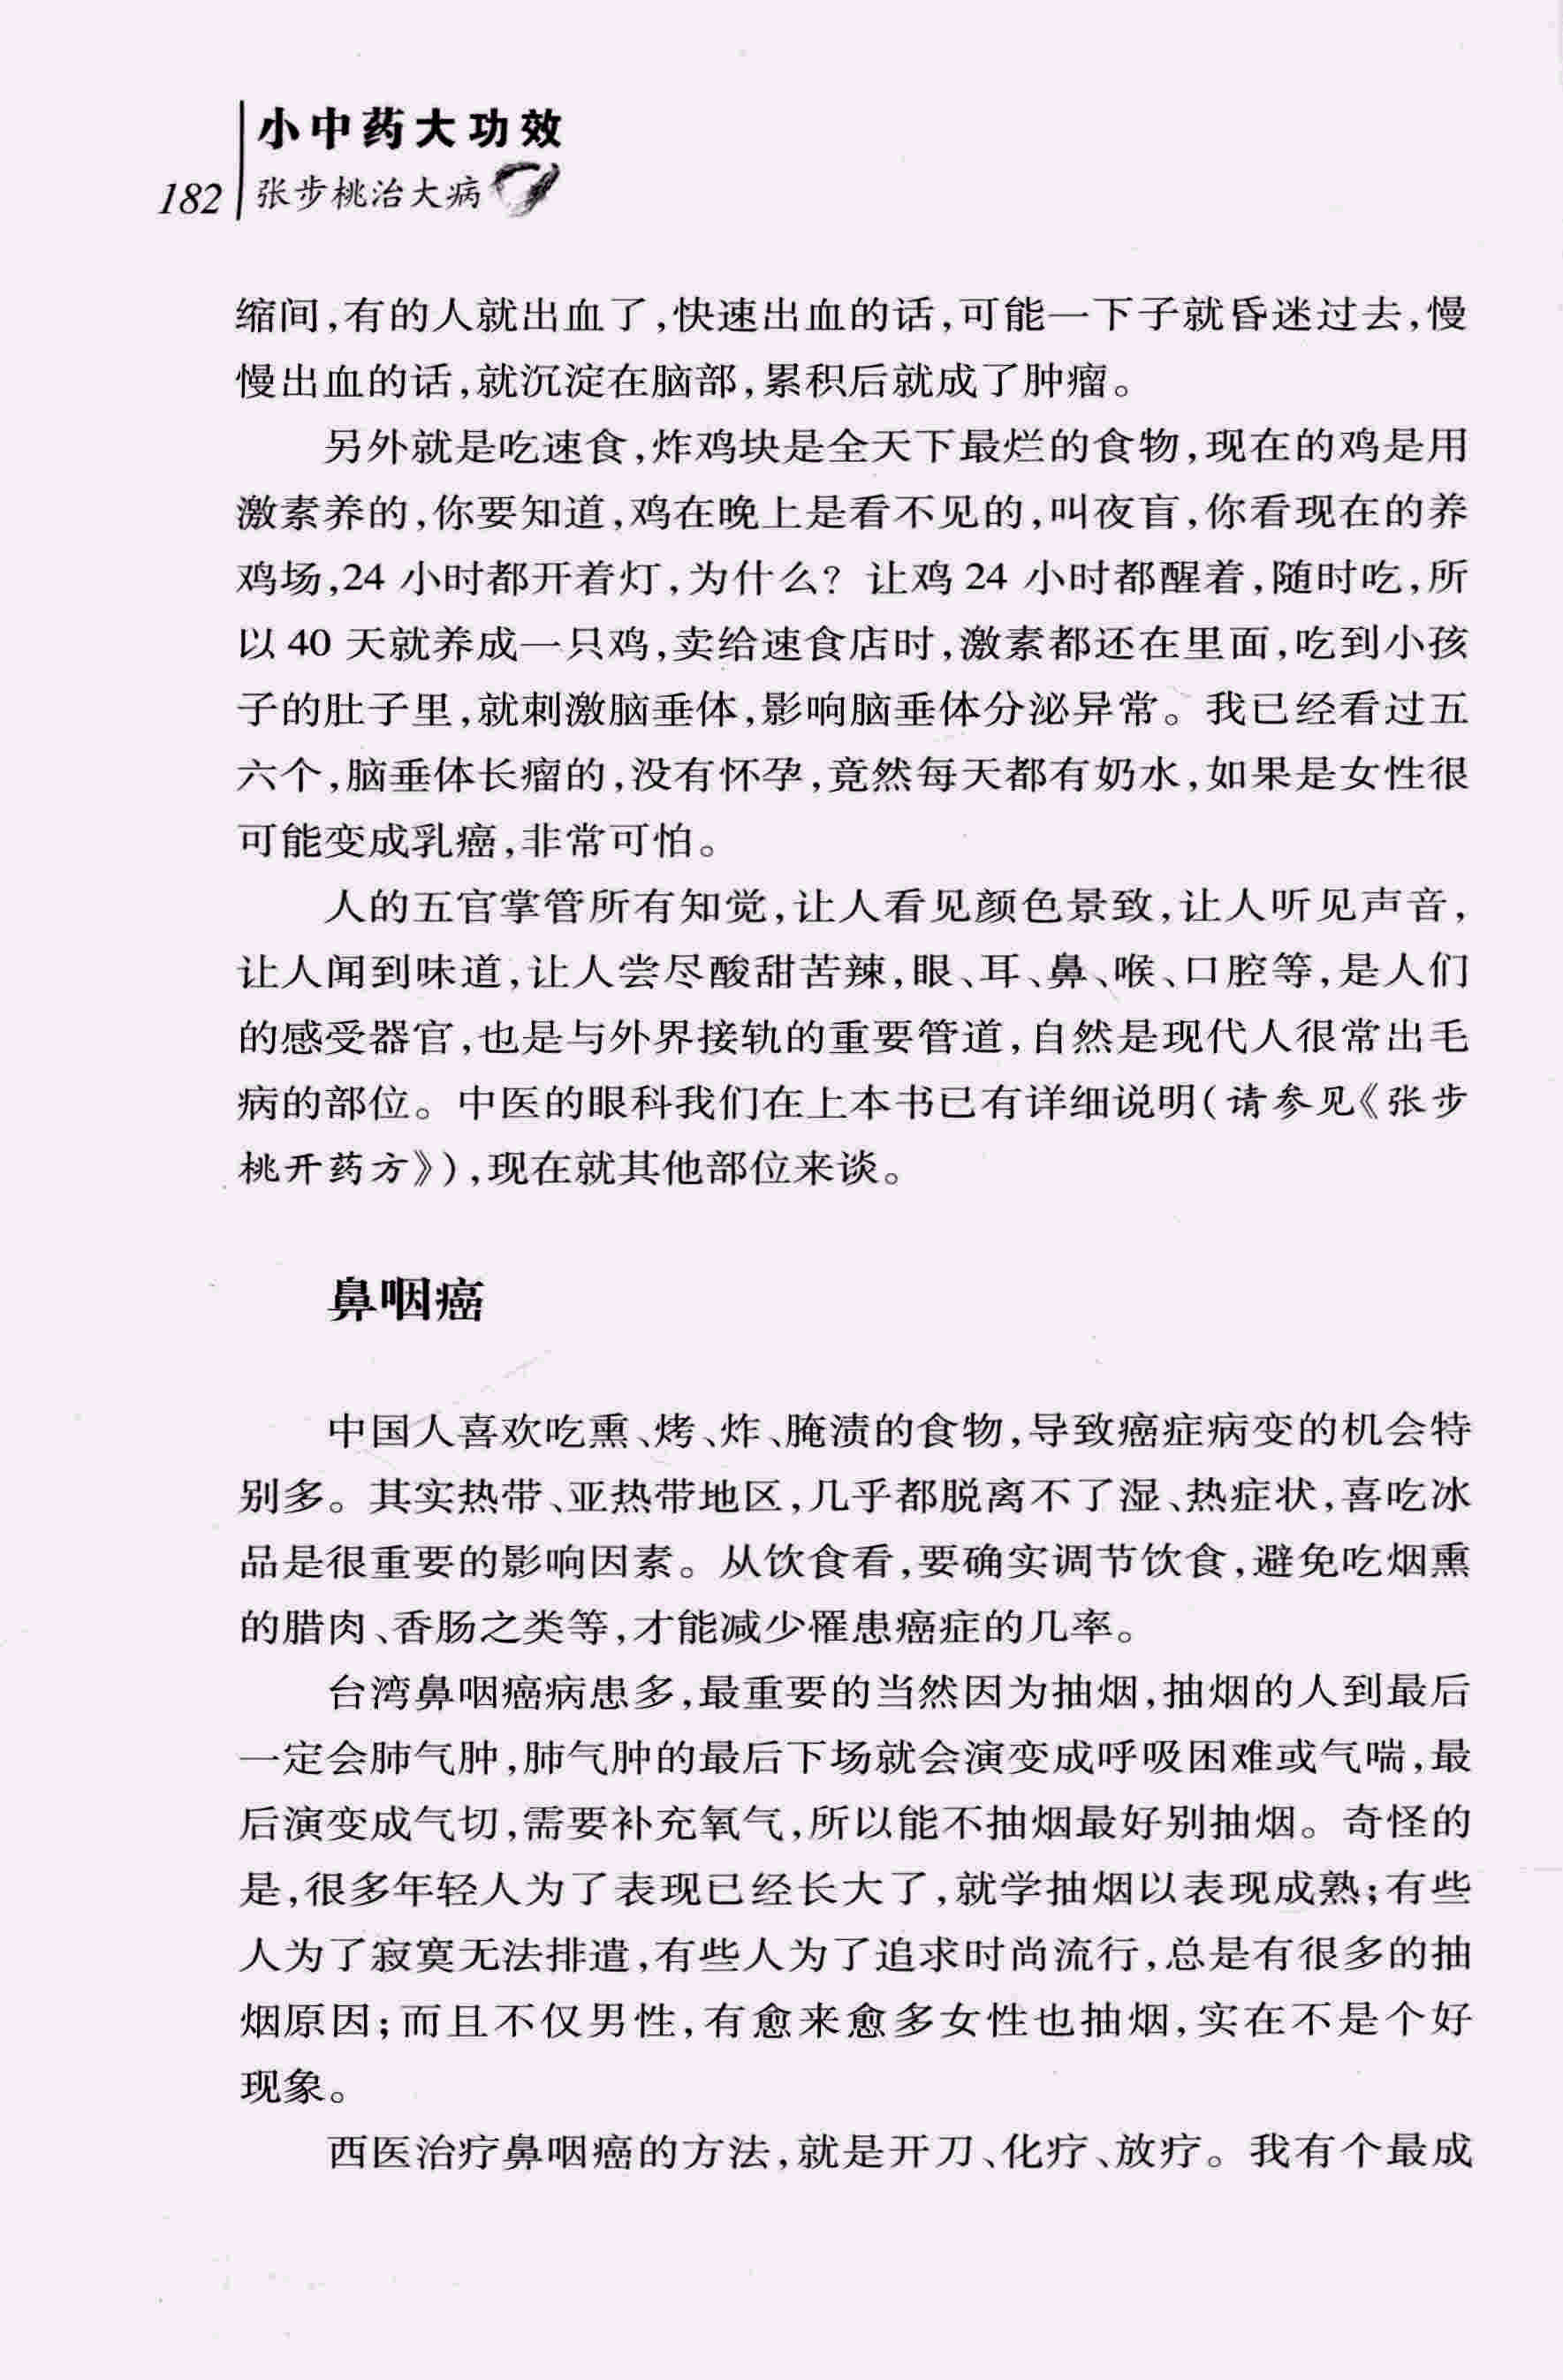 小中药大功效
182
张步桃治大病
缩间,有的人就出血了,快速出血的话,可能一下子就昏迷过去,慢
慢出血的话,就沉淀在脑部,累积后就成了肿瘤。
另外就是吃速食,炸鸡块是全天下最烂的食物,现在的鸡是用
激素养的,你要知道,鸡在晚上是看不见的,叫夜盲,你看现在的养
鸡场,24 小时都开着灯,为什么? 让鸡 24 小时都醒着,随时吃,所
以 40 天就养成一只鸡,卖给速食店时,激素都还在里面,吃到小孩
子的肚子里,就刺激脑垂体,影响脑垂体分泌异常。我已经看过五
六个,脑垂体长瘤的,没有怀孕,竟然每天都有奶水,如果是女性很
可能变成乳癌,非常可怕。
人的五官掌管所有知觉,让人看见颜色景致,让人听见声音,
让人闻到味道,让人尝尽酸甜苦辣,眼、耳、鼻、喉、口腔等,是人们
的感受器官,也是与外界接轨的重要管道,自然是现代人很常出毛
病的部位。中医的眼科我们在上本书已有详细说明(请参见《张步
桃开药方》),现在就其他部位来谈。
鼻咽癌
中国人喜欢吃熏、烤、炸、腌渍的食物,导致癌症病变的机会特
别多。其实热带、亚热带地区,几乎都脱离不了湿、热症状,喜吃冰
品是很重要的影响因素。从饮食看,要确实调节饮食,避免吃烟熏
的腊肉、香肠之类等,才能减少罹患癌症的几率。
台湾鼻咽癌病患多,最重要的当然因为抽烟,抽烟的人到最后
一定会肺气肿,肺气肿的最后下场就会演变成呼吸困难或气喘,最
后演变成气切,需要补充氧气,所以能不抽烟最好别抽烟。奇怪的
是,很多年轻人为了表现已经长大了,就学抽烟以表现成熟;有些
人为了寂寞无法排遣,有些人为了追求时尚流行,总是有很多的抽
烟原因;而且不仅男性,有愈来愈多女性也抽烟,实在不是个好
现象。
西医治疗鼻咽癌的方法,就是开刀、化疗、放疗。我有个最成